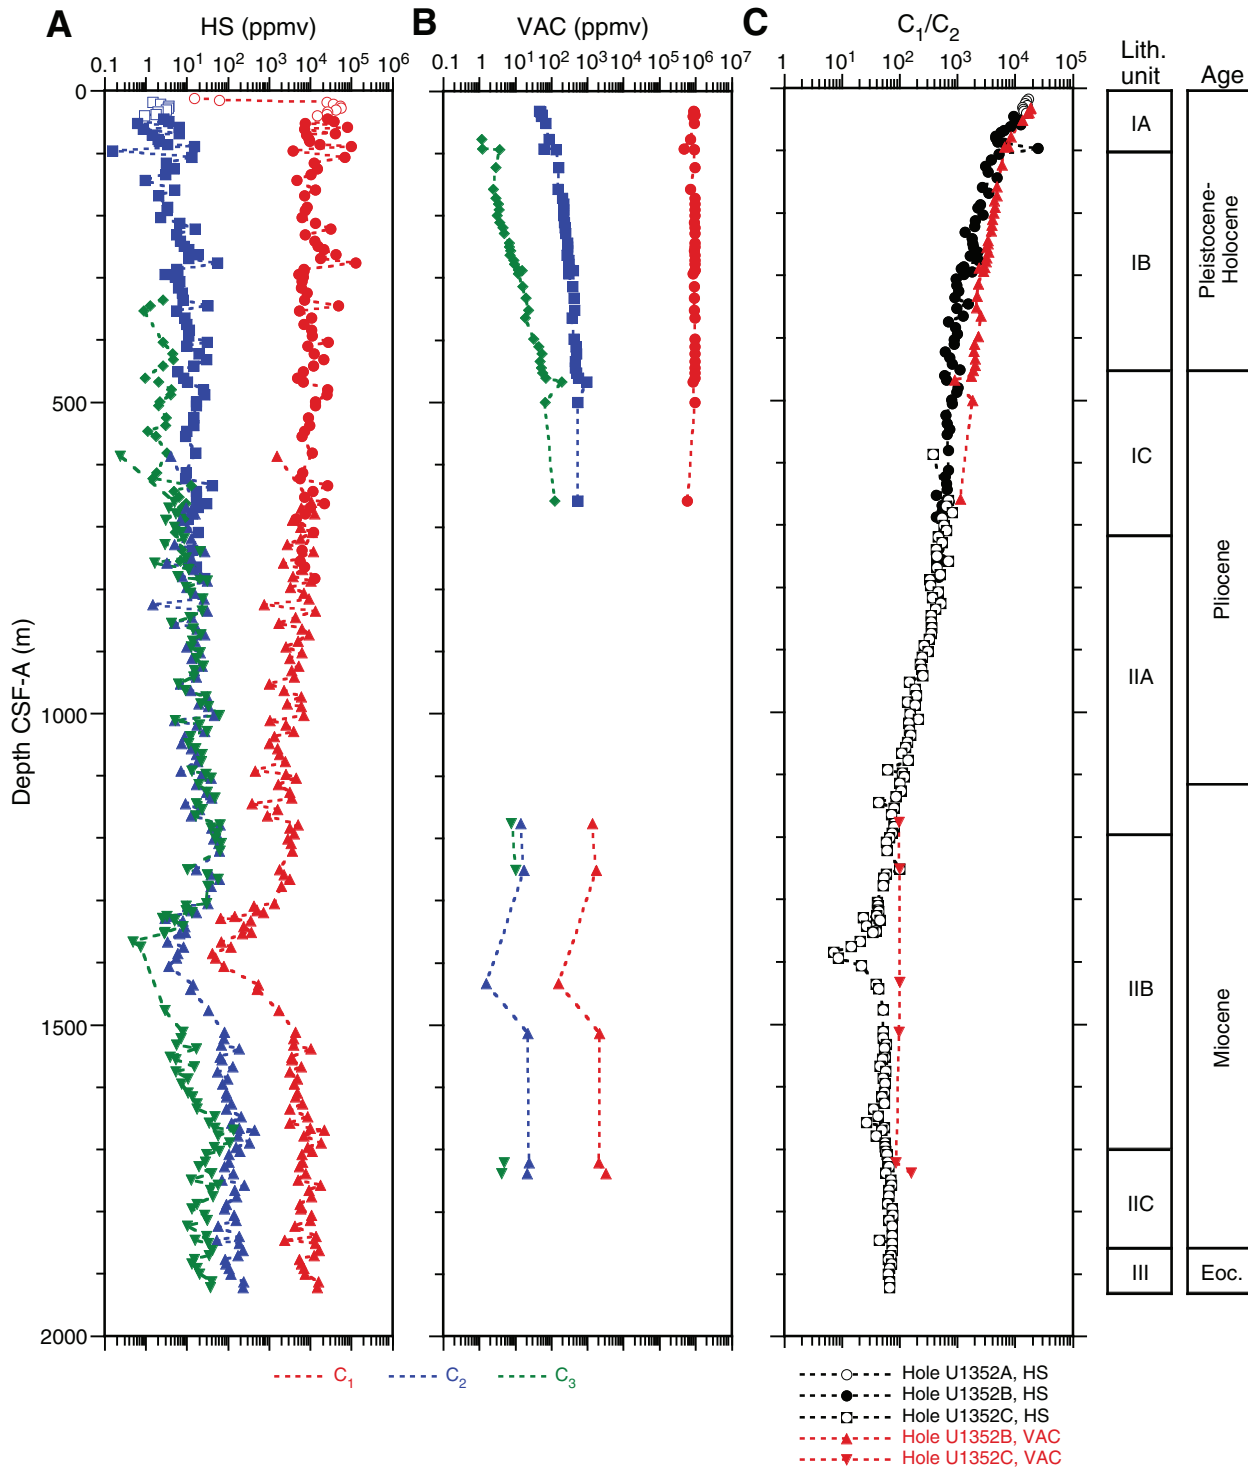 A HS (ppmv) B VAC (ppmv) C C₁/C₂
Lith. unit Age
0.1 1 10¹ 10² 10³ 10⁴ 10⁵ 10⁶
0.1 1 10¹ 10² 10³ 10⁴ 10⁵ 10⁶ 10⁷
1 10¹ 10² 10³ 10⁴ 10⁵
0
500
1000
1500
2000
Depth CSF-A (m)
IA
IB
IC
IIA
IIB
IIC
III
Pleistocene-
Holocene
Pliocene
Miocene
Eoc.
C₁ C₂ C₃
Hole U1352A, HS
Hole U1352B, HS
Hole U1352C, HS
Hole U1352B, VAC
Hole U1352C, VAC